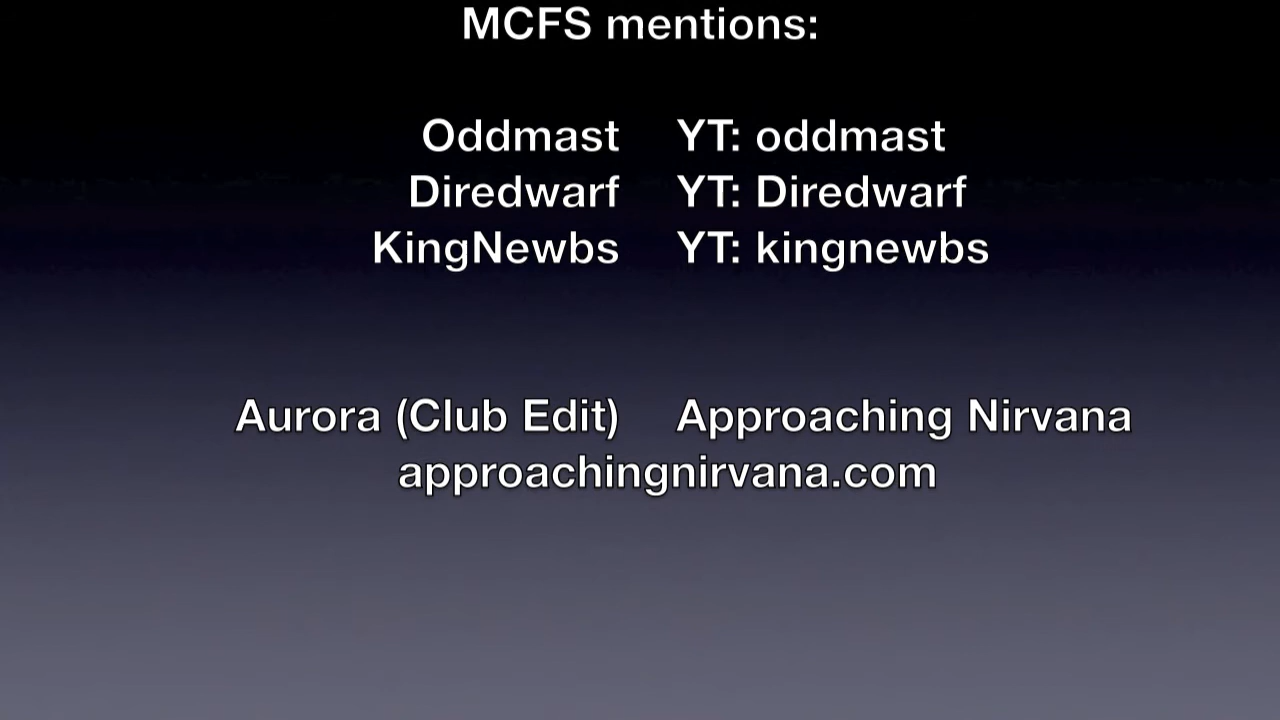 MCFS mentions:
Oddmast YT: oddmast
Diredwarf YT: Diredwarf
KingNewbs YT: kingnewbs
Aurora (Club Edit) Approaching Nirvana
approachingnirvana.com